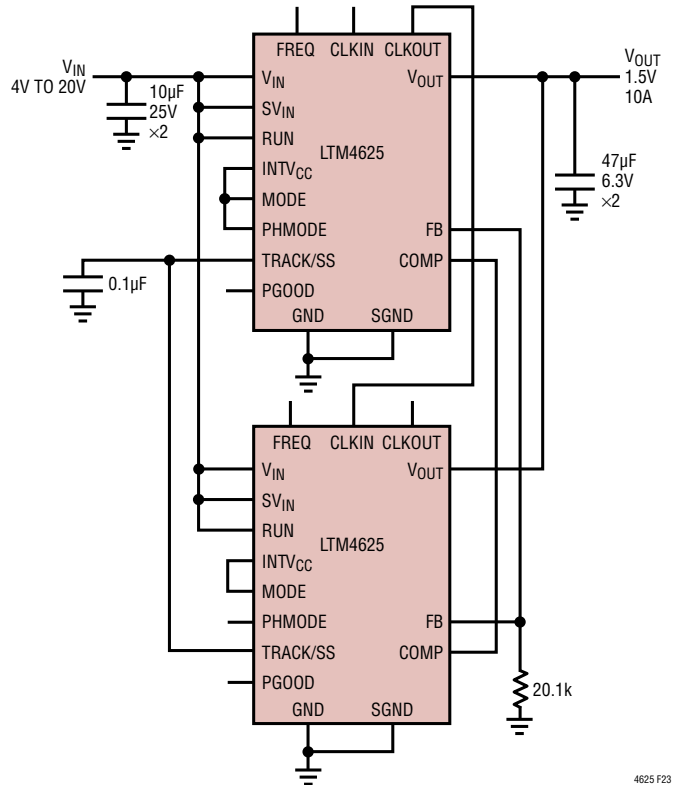 FREQ CLKIN CLKOUT
VIN
4V TO 20V
10µF
25V
×2
VIN
SVIN
RUN
INTVCC
MODE
PHMODE
TRACK/SS
PGOOD
LTM4625
VOUT
FB
COMP
GND SGND
VOUT
1.5V
10A
47µF
6.3V
×2
0.1µF
FREQ CLKIN CLKOUT
VIN
SVIN
RUN
INTVCC
MODE
PHMODE
TRACK/SS
PGOOD
LTM4625
VOUT
FB
COMP
GND SGND
20.1k
4625 F23